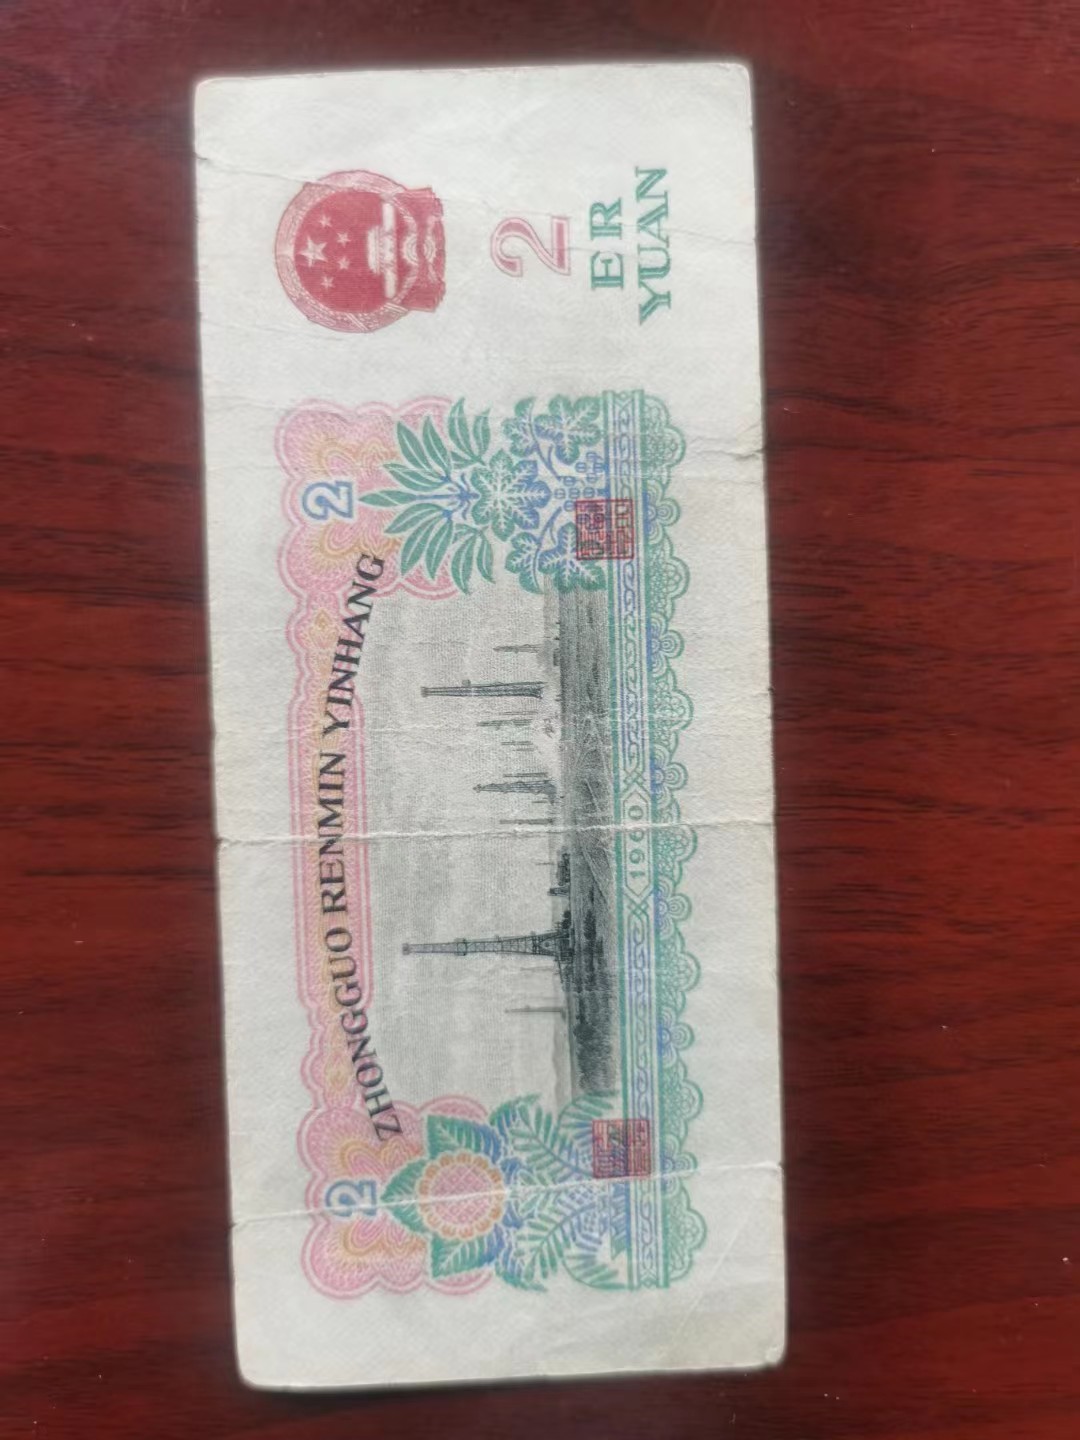 ZHONGGUO RENMIN YINHANG
2
2
2
ER
YUAN
1960